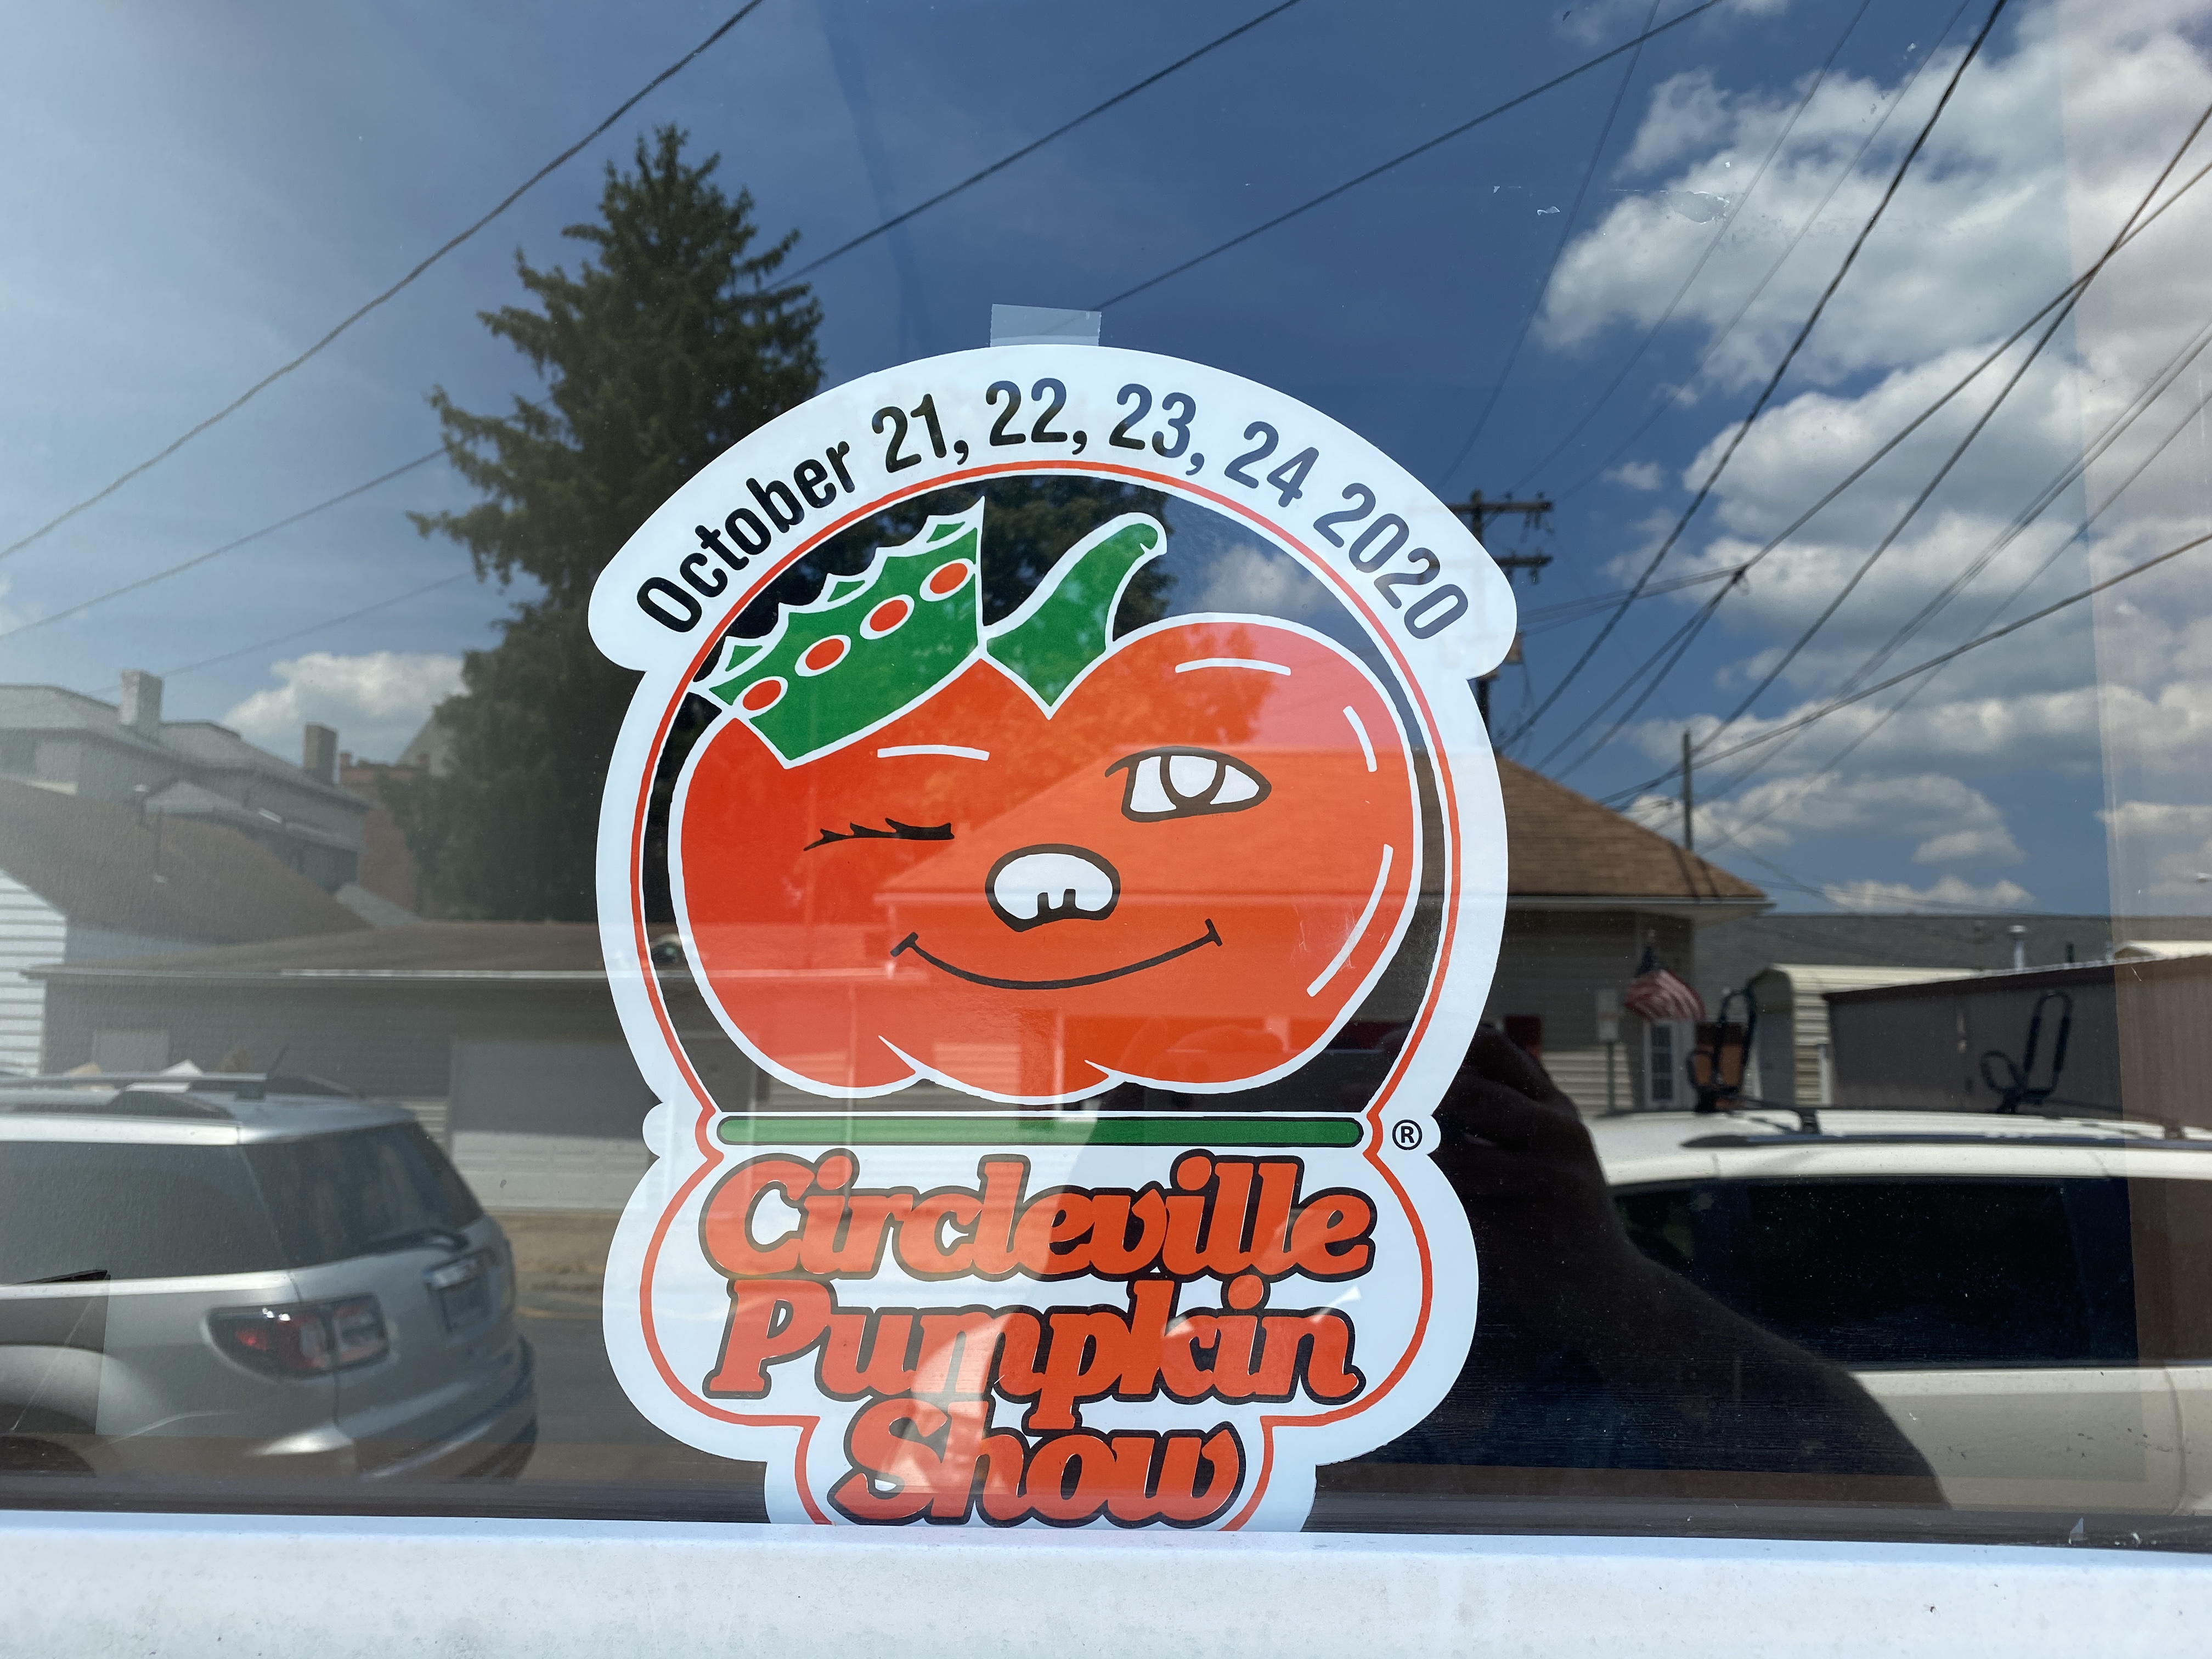 October 21, 22, 23, 24 2020
®
Circleville
Pumpkin
Show